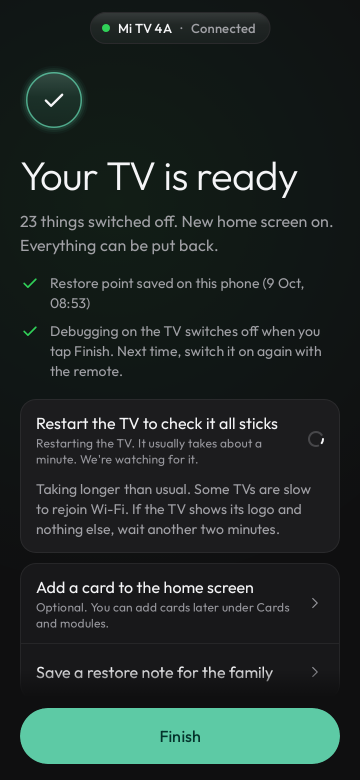 Mi TV 4A · Connected
Your TV is ready
23 things switched off. New home screen on.
Everything can be put back.
Restore point saved on this phone (9 Oct,
08:53)
Debugging on the TV switches off when you
tap Finish. Next time, switch it on again with
the remote.
Restart the TV to check it all sticks
Restarting the TV. It usually takes about a
minute. We're watching for it.
Taking longer than usual. Some TVs are slow
to rejoin Wi-Fi. If the TV shows its logo and
nothing else, wait another two minutes.
Add a card to the home screen
Optional. You can add cards later under Cards
and modules.
Save a restore note for the family
Finish